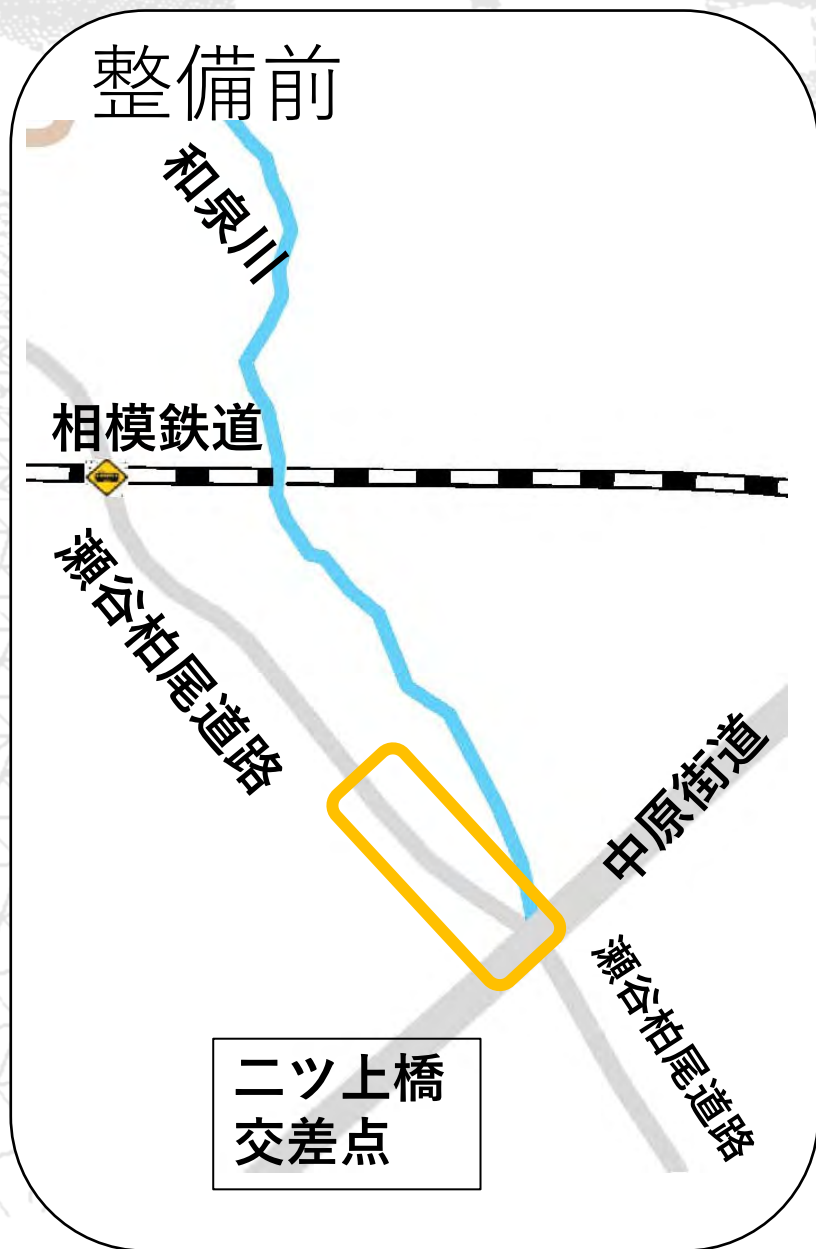 整備前
和泉川
相模鉄道
瀬谷柏尾道路
中原街道
瀬谷柏尾道路
二ツ上橋
交差点